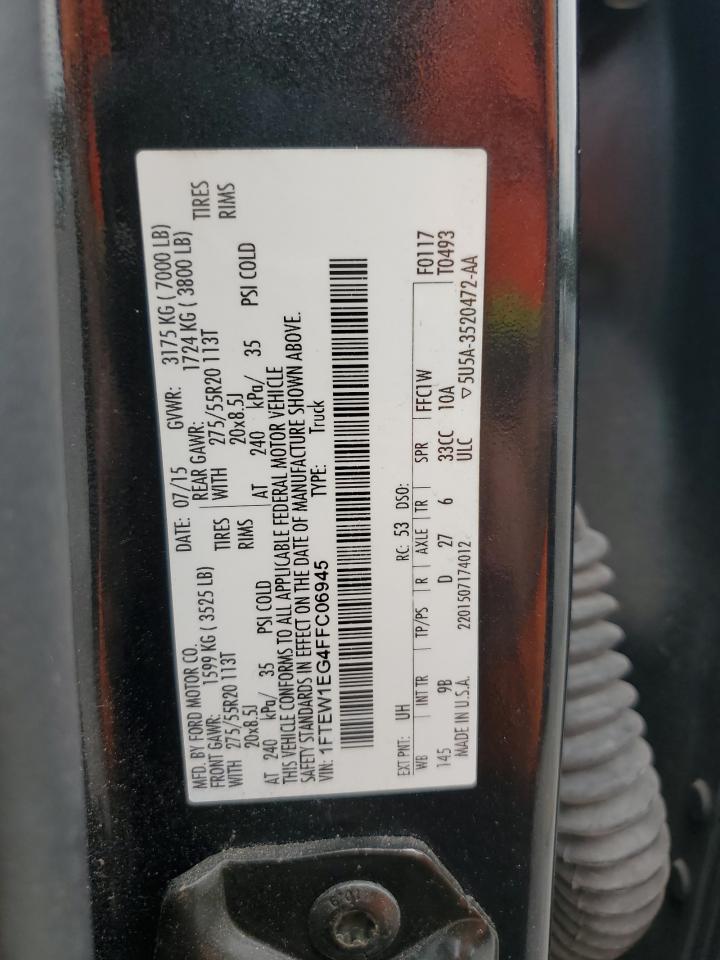 MFD. BY FORD MOTOR CO. DATE: 07/15 GVWR: 3175 KG ( 7000 LB)
FRONT GAWR: 1599 KG ( 3525 LB) REAR GAWR: 1724 KG ( 3800 LB)
WITH 275/55R20 113T TIRES WITH 275/55R20 113T TIRES
20x8.5J RIMS 20x8.5J RIMS
AT 240 kPa/ 35 PSI COLD AT 240 kPa/ 35 PSI COLD
THIS VEHICLE CONFORMS TO ALL APPLICABLE FEDERAL MOTOR VEHICLE
SAFETY STANDARDS IN EFFECT ON THE DATE OF MANUFACTURE SHOWN ABOVE.
VIN: 1FTEW1EG4FFC06945 TYPE: Truck
F0117
T0493
EXT PNT: UH RC: 53 DSO:
WB INT TR TP/PS R AXLE TR SPR FFC1W
145 9B D 27 6 33CC 10A
MADE IN U.S.A. 2201507174012 ULC ▽5U5A-3520472-AA